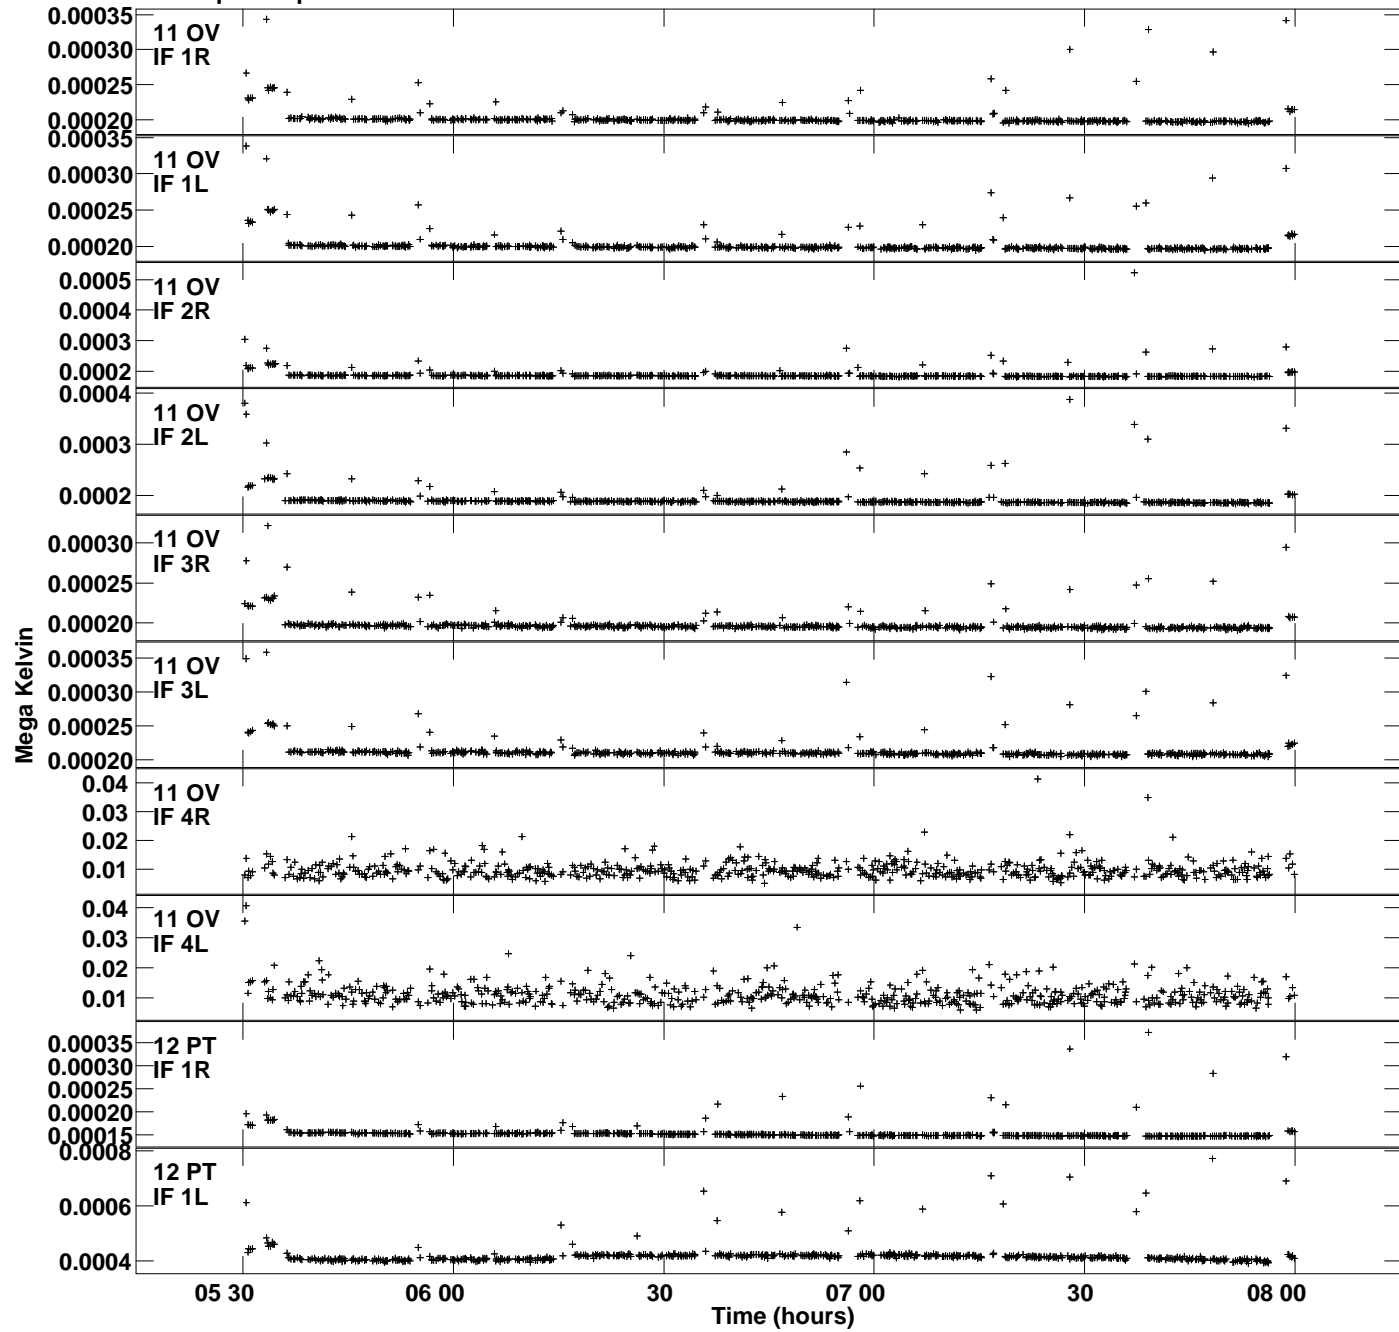 0.00035
0.00030
0.00025
0.00020
11 OV
IF 1R
0.00035
0.00030
0.00025
0.00020
11 OV
IF 1L
0.0005
0.0004
0.0003
0.0002
11 OV
IF 2R
0.0004
0.0003
0.0002
11 OV
IF 2L
0.00030
0.00025
0.00020
11 OV
IF 3R
0.00035
0.00030
0.00025
0.00020
11 OV
IF 3L
0.04
0.03
0.02
0.01
11 OV
IF 4R
0.04
0.03
0.02
0.01
11 OV
IF 4L
0.00035
0.00030
0.00025
0.00020
0.00015
12 PT
IF 1R
0.0008
0.0006
0.0004
12 PT
IF 1L
Mega Kelvin
05 30 06 00 30 07 00 30 08 00
Time (hours)